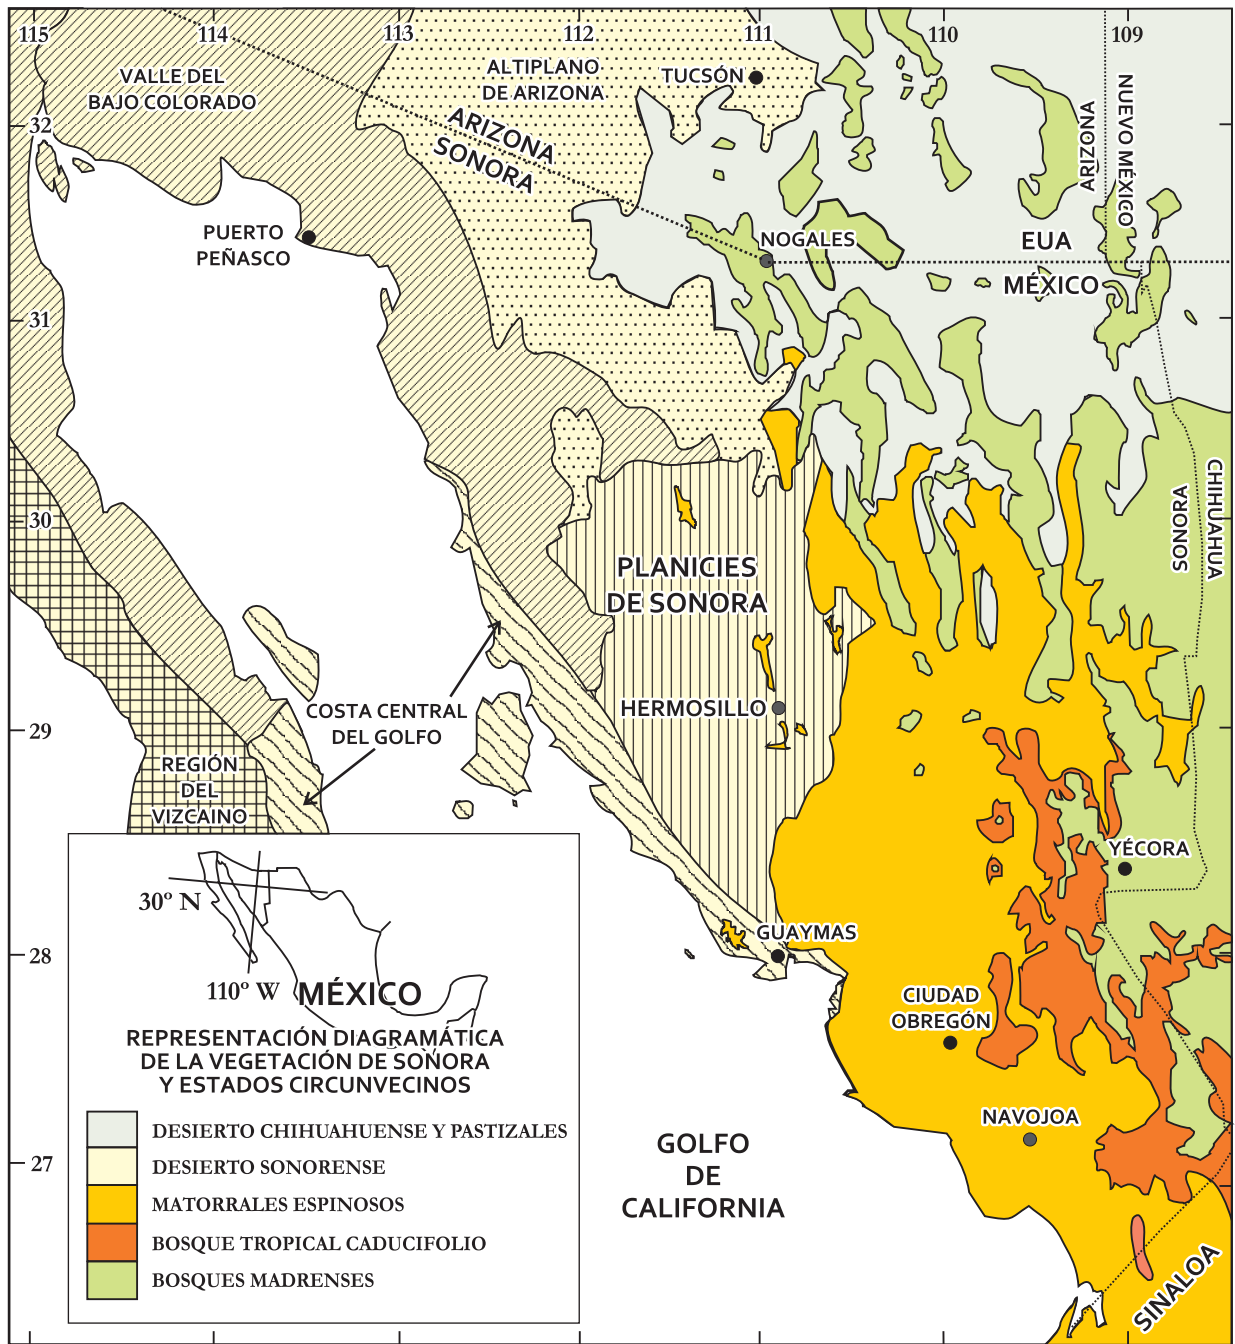 115
114
113
112
111
110
109
VALLE DEL
BAJO COLORADO
ALTIPLANO
DE ARIZONA
TUCSÓN
ARIZONA
SONORA
ARIZONA
NUEVO MÉXICO
32
PUERTO
PEÑASCO
NOGALES
EUA
MÉXICO
31
30
PLANICIES
DE SONORA
SONORA
CHIHUAHUA
HERMOSILLO
COSTA CENTRAL
DEL GOLFO
29
REGIÓN
DEL
VIZCAINO
YÉCORA
GUAYMAS
28
CIUDAD
OBREGÓN
NAVOJOA
27
GOLFO
DE
CALIFORNIA
SINALOA
30º N
110º W
MÉXICO
REPRESENTACIÓN DIAGRAMÁTICA
DE LA VEGETACIÓN DE SONORA
Y ESTADOS CIRCUNVECINOS
DESIERTO CHIHUAHUENSE Y PASTIZALES
DESIERTO SONORENSE
MATORRALES ESPINOSOS
BOSQUE TROPICAL CADUCIFOLIO
BOSQUES MADRENSES